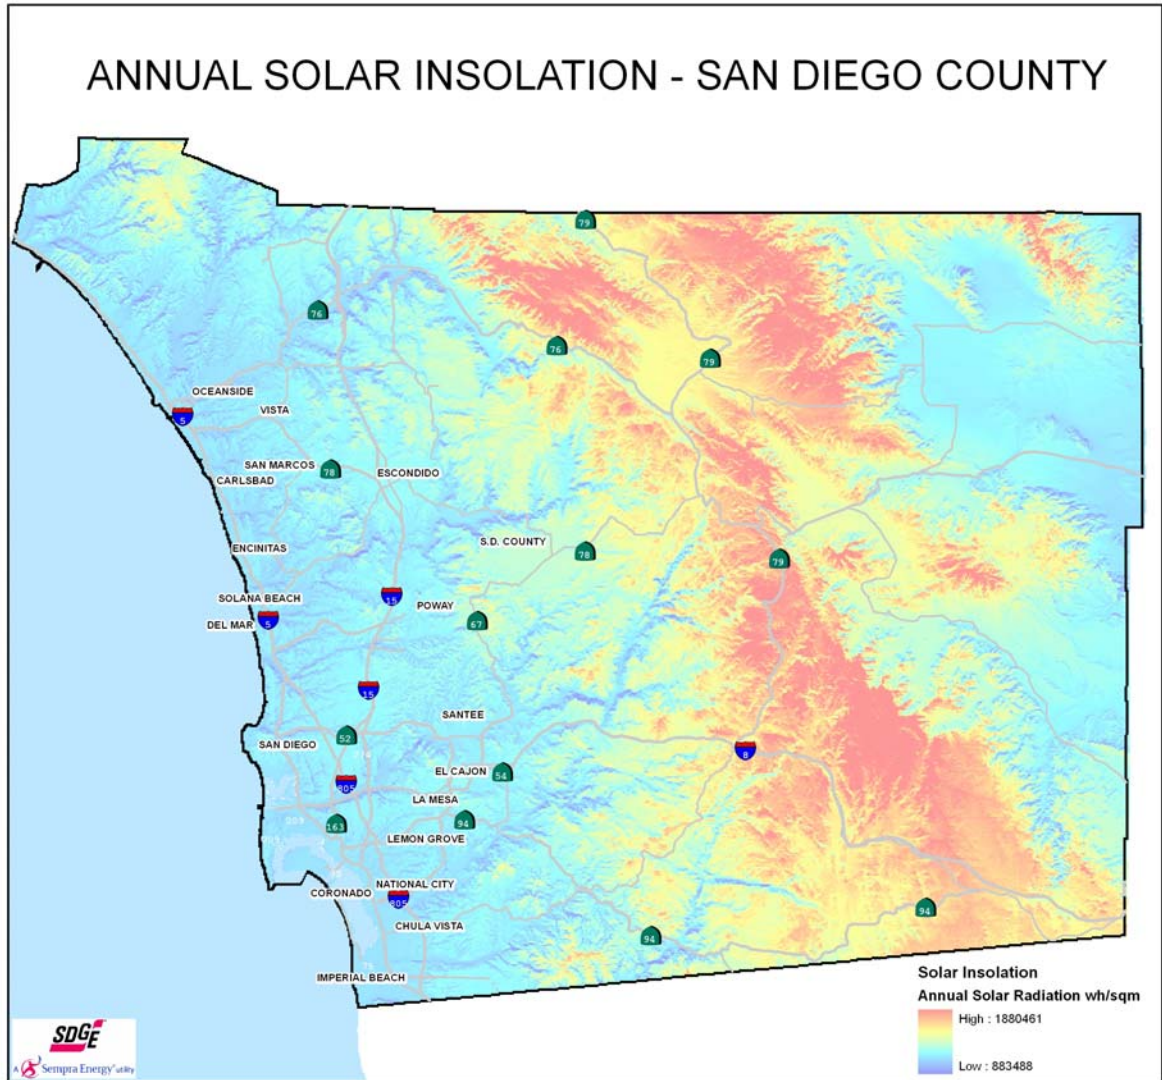 ANNUAL SOLAR INSOLATION - SAN DIEGO COUNTY
79
76
76
79
OCEANSIDE
5
VISTA
SAN MARCOS
78
ESCONDIDO
CARLSBAD
S.D. COUNTY
78
ENCINITAS
79
SOLANA BEACH
15
POWAY
DEL MAR
5
67
15
SANTEE
SAN DIEGO
52
8
EL CAJON
54
805
LA MESA
163
94
LEMON GROVE
NATIONAL CITY
CORONADO
805
94
CHULA VISTA
94
IMPERIAL BEACH
Solar Insolation
Annual Solar Radiation wh/sqm
High : 1880461
Low : 883488
SDGE
A Sempra Energy utility